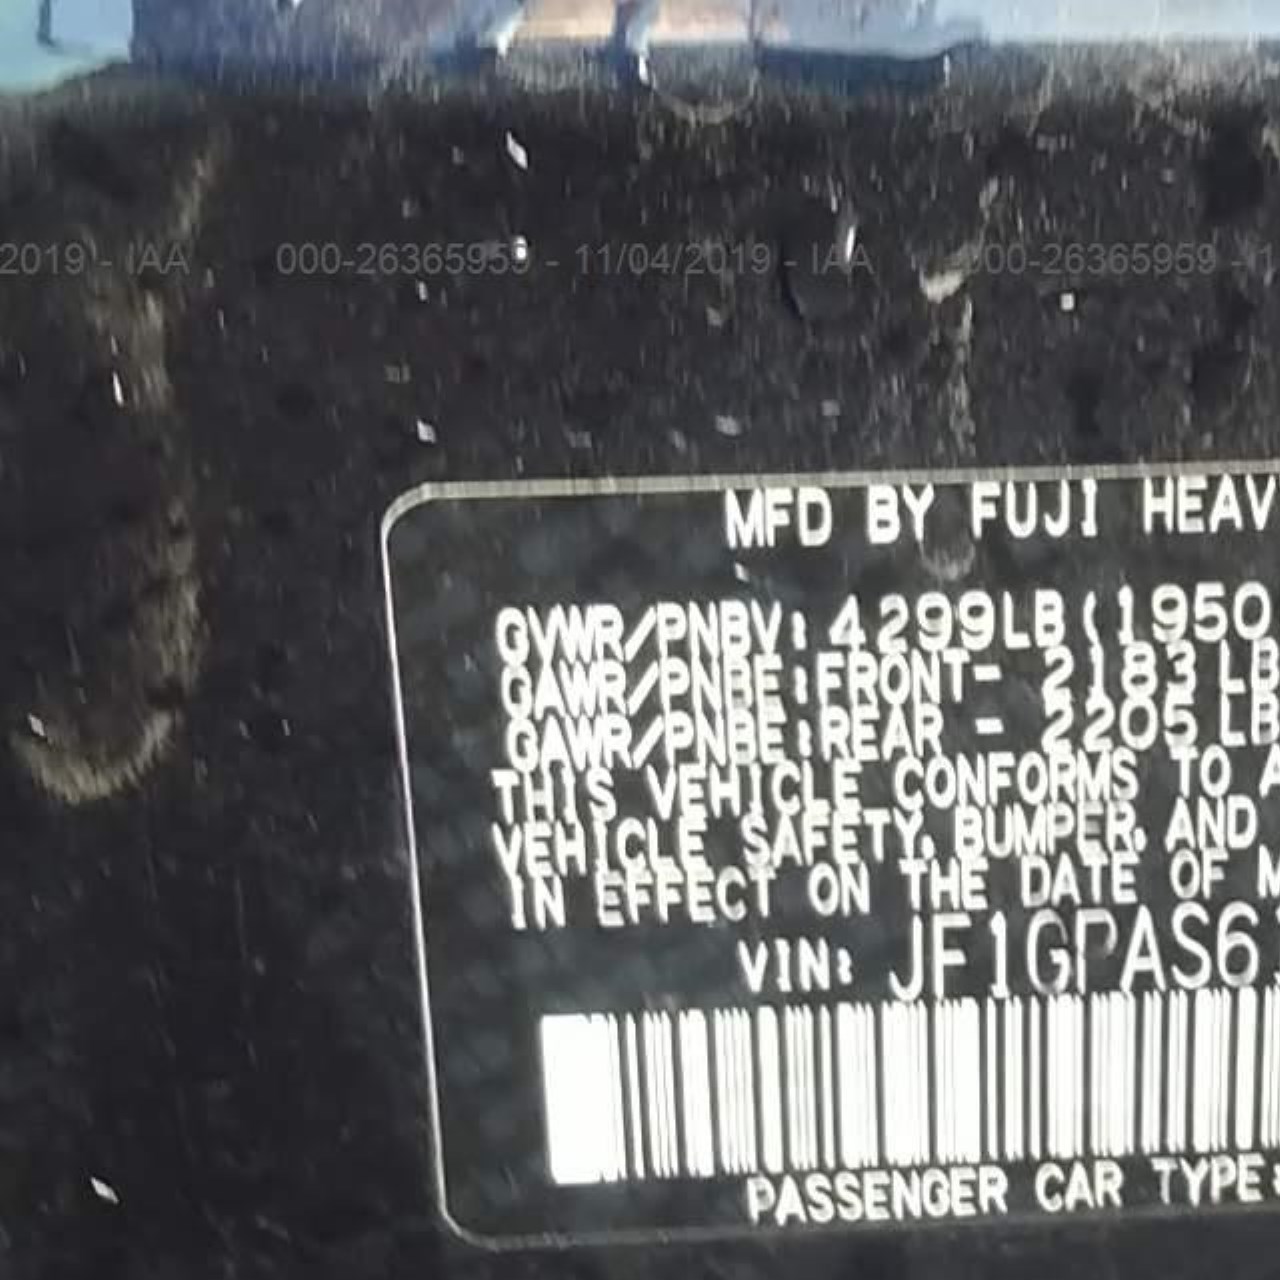 2019 - IAA 000-26365959 - 11/04/2019 - IAA 000-26365959 - 1
MFD BY FUJI HEAV
GVWR/PNBV: 4299LB(1950
GAWR/PNBE:FRONT- 2183 LB
GAWR/PNBE:REAR - 2205 LB
THIS VEHICLE CONFORMS TO A
VEHICLE SAFETY, BUMPER, AND
IN EFFECT ON THE DATE OF M
VIN: JF1GPAS6
PASSENGER CAR TYPE: